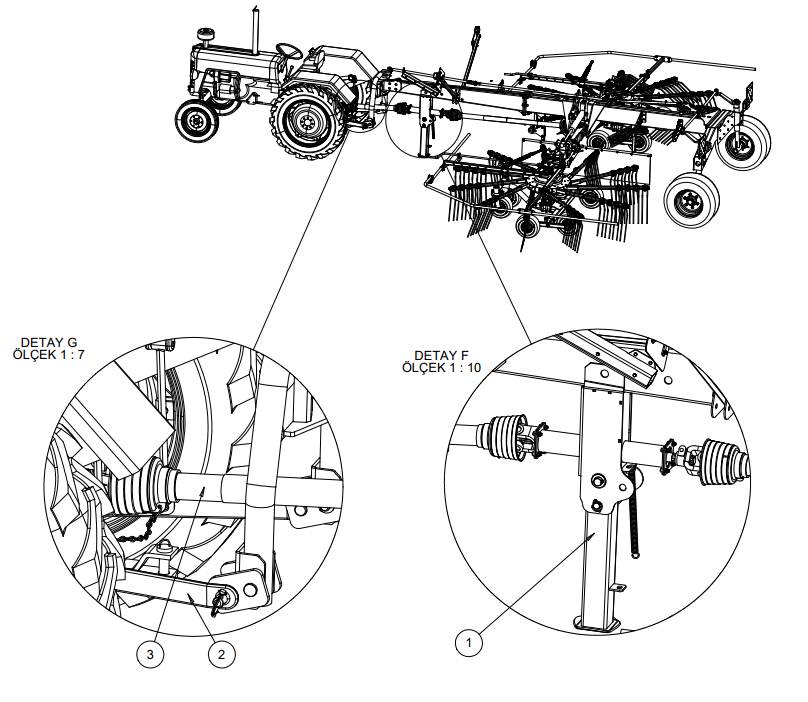 DETAY G
ÖLÇEK 1 : 7
DETAY F
ÖLÇEK 1 : 10
3
2
1